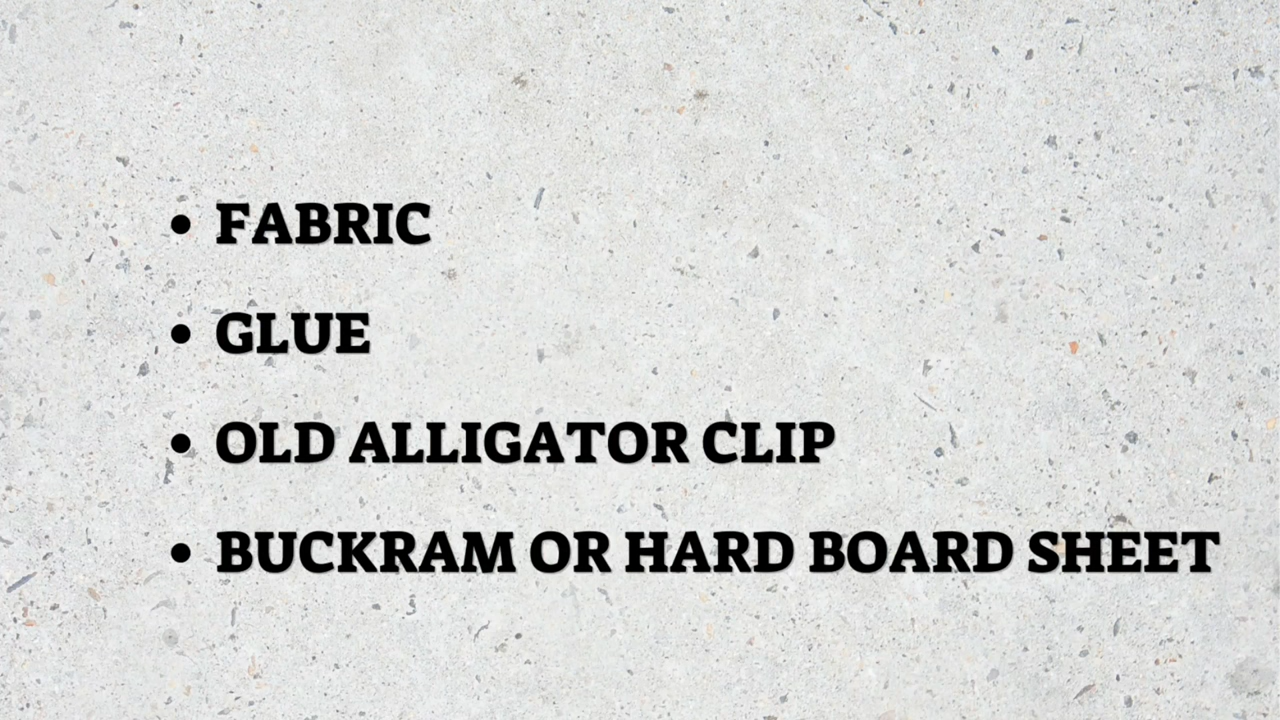 • FABRIC
• GLUE
• OLD ALLIGATOR CLIP
• BUCKRAM OR HARD BOARD SHEET